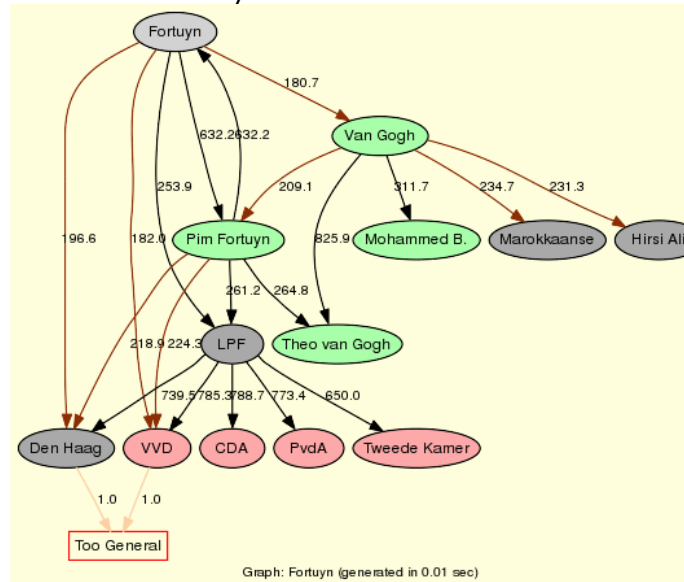 Fortuyn
180.7
Van Gogh
632.2
632.2
253.9
209.1
311.7
234.7
231.3
196.6
182.0
Pim Fortuyn
825.9
Mohammed B.
Marokkaanse
Hirsi Ali
261.2
264.8
218.9
224.3
LPF
Theo van Gogh
739.5
785.3
788.7
773.4
650.0
Den Haag
VVD
CDA
PvdA
Tweede Kamer
1.0
1.0
Too General
Graph: Fortuyn (generated in 0.01 sec)